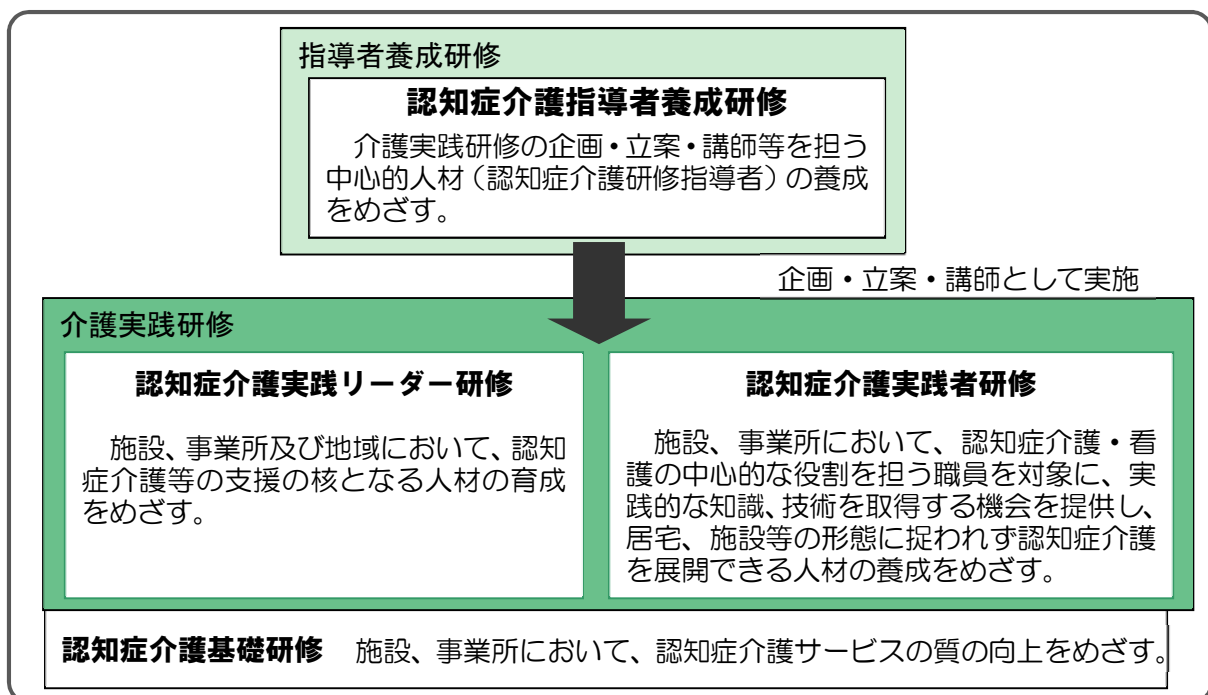 指導者養成研修
認知症介護指導者養成研修
介護実践研修の企画・立案・講師等を担う
中心的人材（認知症介護研修指導者）の養成
をめざす。
企画・立案・講師として実施
介護実践研修
認知症介護実践リーダー研修
施設、事業所及び地域において、認知
症介護等の支援の核となる人材の育成
をめざす。
認知症介護実践者研修
施設、事業所において、認知症介護・看
護の中心的な役割を担う職員を対象に、実
践的な知識、技術を取得する機会を提供し、
居宅、施設等の形態に捉われず認知症介護
を展開できる人材の養成をめざす。
認知症介護基礎研修　施設、事業所において、認知症介護サービスの質の向上をめざす。